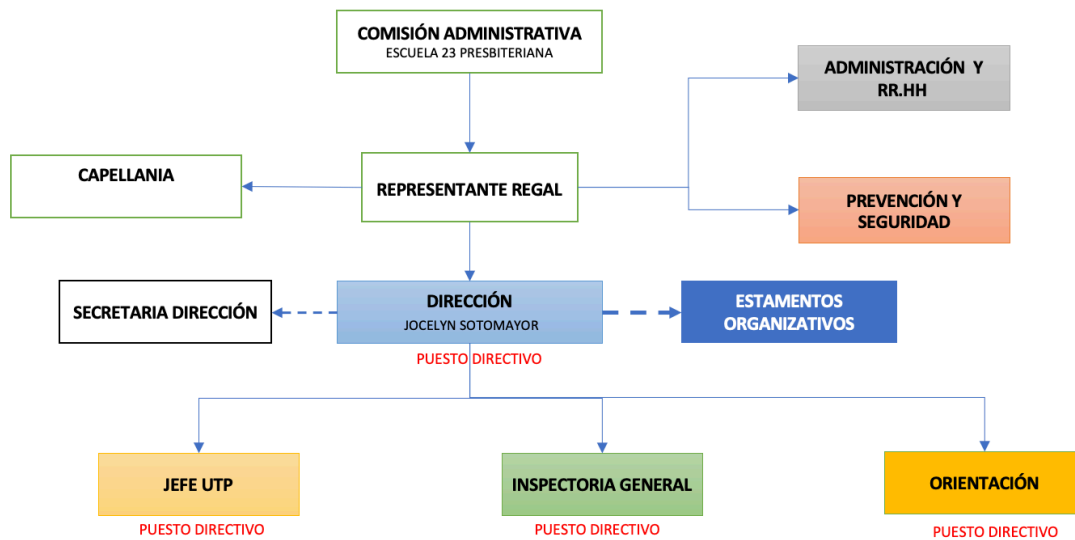 COMISIÓN ADMINISTRATIVA
ESCUELA 23 PRESBITERIANA
ADMINISTRACIÓN Y
RR.HH
CAPELLANIA
REPRESENTANTE REGAL
PREVENCIÓN Y
SEGURIDAD
SECRETARIA DIRECCIÓN
DIRECCIÓN
JOCELYN SOTOMAYOR
ESTAMENTOS
ORGANIZATIVOS
PUESTO DIRECTIVO
JEFE UTP
INSPECTORIA GENERAL
ORIENTACIÓN
PUESTO DIRECTIVO
PUESTO DIRECTIVO
PUESTO DIRECTIVO